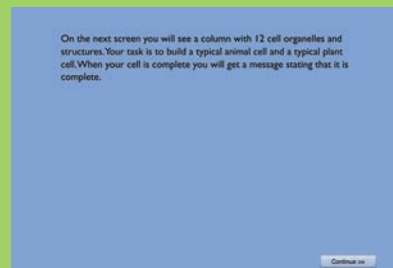 On the next screen you will see a column with 12 cell organelles and
structures.Your task is to build a typical animal cell and a typical plant
cell.When your cell is complete you will get a message stating that it is
complete.
Continue >>